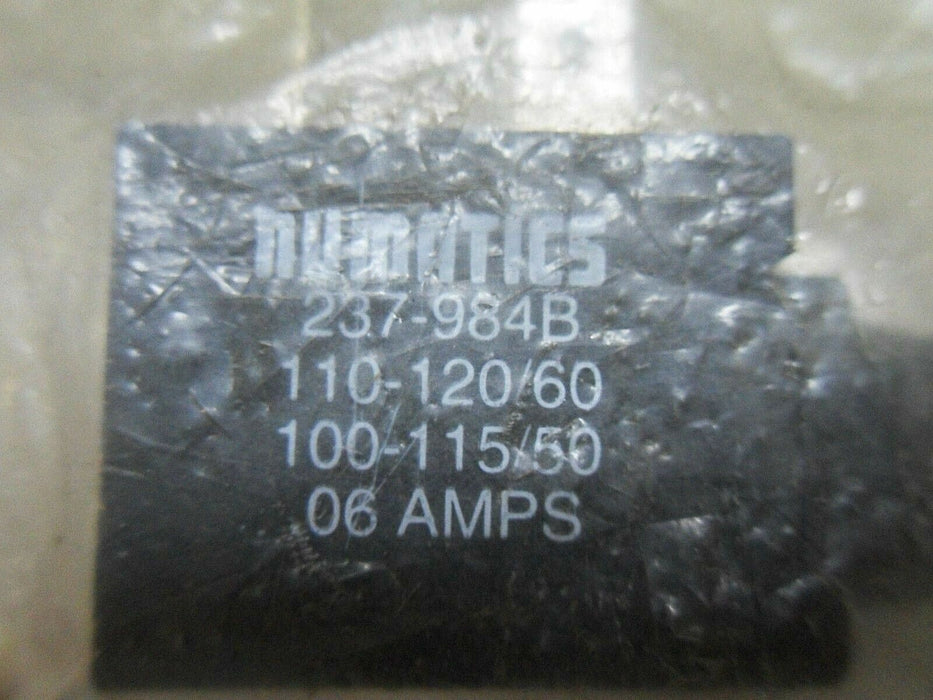 NUMATICS
237-984B
110-120/60
100-115/50
06 AMPS